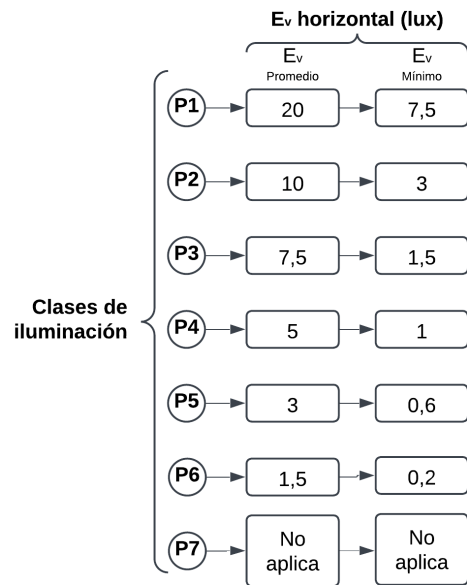 Ev horizontal (lux)
Ev Ev
Promedio Mínimo
P1 20 7,5
P2 10 3
P3 7,5 1,5
Clases de
iluminación
P4 5 1
P5 3 0,6
P6 1,5 0,2
P7 No aplica No aplica